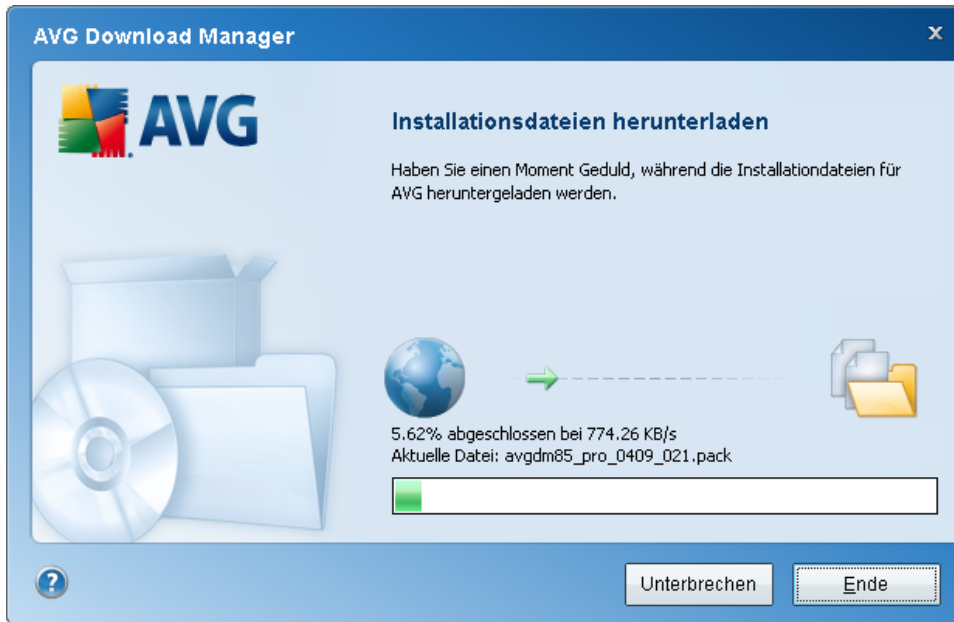 AVG Download Manager
x
AVG
Installationsdateien herunterladen
Haben Sie einen Moment Geduld, während die Installationdateien für
AVG heruntergeladen werden.
5.62% abgeschlossen bei 774.26 KB/s
Aktuelle Datei: avgdm85_pro_0409_021.pack
?
Unterbrechen
Ende